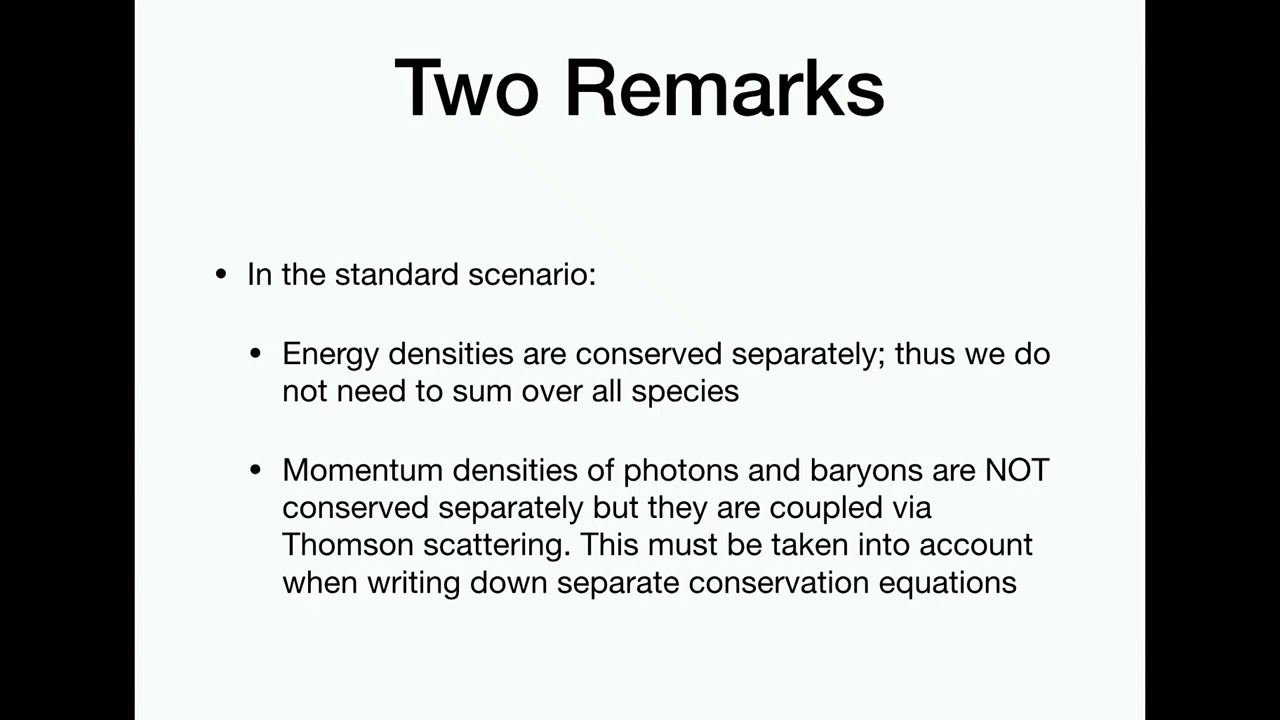 Two Remarks
• In the standard scenario:
• Energy densities are conserved separately; thus we do
not need to sum over all species
• Momentum densities of photons and baryons are NOT
conserved separately but they are coupled via
Thomson scattering. This must be taken into account
when writing down separate conservation equations